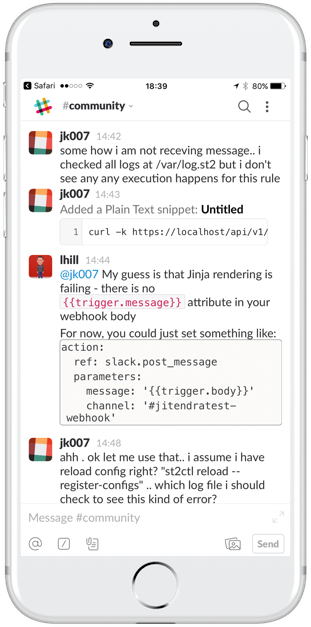 Safari 18:39 80%
#community
jk007 14:42
some how i am not receving message.. i
checked all logs at /var/log.st2 but i don't
see any any execution happens for this rule
jk007 14:43
Added a Plain Text snippet: Untitled
1 curl -k https://localhost/api/v1/
lhill 14:44
@jk007 My guess is that Jinja rendering is
failing - there is no
{{trigger.message}} attribute in your
webhook body
For now, you could just set something like:
action:
ref: slack.post_message
parameters:
message: '{{trigger.body}}'
channel: '#jitendratest-
webhook'
jk007 14:48
ahh . ok let me use that.. i assume i have
reload config right? "st2ctl reload --
register-configs" .. which log file i should
check to see this kind of error?
Message #community
@ / Send